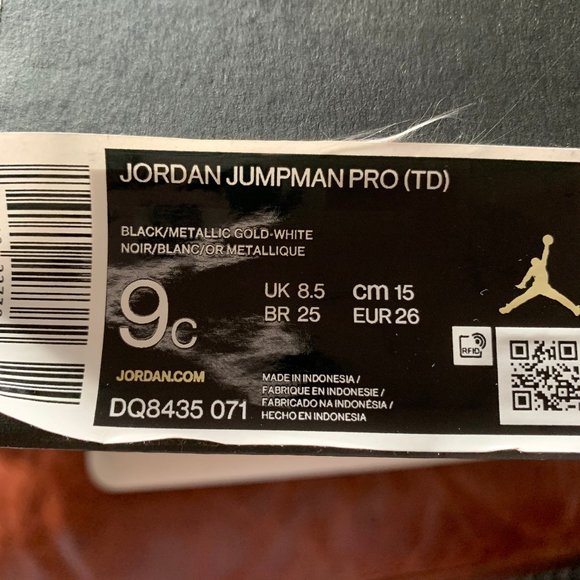 JORDAN JUMPMAN PRO (TD)
BLACK/METALLIC GOLD-WHITE
NOIR/BLANC/OR METALLIQUE
9C
UK 8.5 cm 15
BR 25 EUR 26
RFID
JORDAN.COM
DQ8435 071
MADE IN INDONESIA/
FABRIQUE EN INDONESIE/
FABRICADO NA INDONÉSIA/
HECHO EN INDONESIA